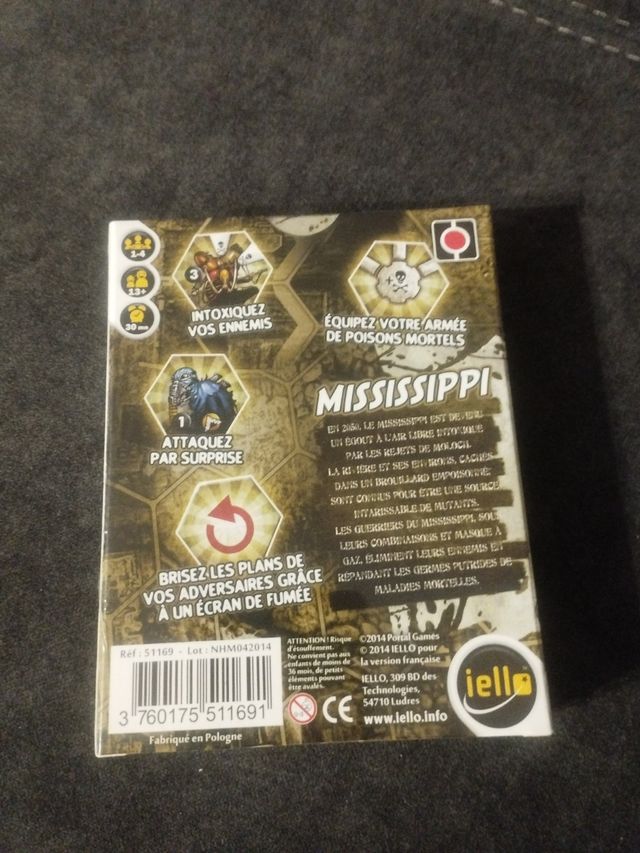 1-4
13+
30 mn
3
INTOXIQUEZ
VOS ENNEMIS
ÉQUIPEZ VOTRE ARMÉE
DE POISONS MORTELS
1
ATTAQUEZ
PAR SURPRISE
BRISEZ LES PLANS DE
VOS ADVERSAIRES GRÂCE
À UN ÉCRAN DE FUMÉE
MISSISSIPPI
EN 2050, LE MISSISSIPPI EST DEVENU
UN ÉGOUT À L'AIR LIBRE INTOXIQUÉ
PAR LES REJETS DE MOLOCH.
LA RIVIÈRE ET SES ENVIRONS, CACHÉS
DANS UN BROUILLARD EMPOISONNÉ
SONT CONNUS POUR ÊTRE UNE SOURCE
INTARISSABLE DE MUTANTS.
LES GUERRIERS DU MISSISSIPPI, SOUS
LEURS COMBINAISONS ET MASQUE À
GAZ, ÉLIMINENT LEURS ENNEMIS EN
RÉPANDANT LES GERMES PUTRIDES DE
MALADIES MORTELLES.
Réf : 51169 - Lot : NHM042014
3 760175 511691
Fabriqué en Pologne
ATTENTION ! Risque
d'étouffement.
Ne convient pas aux
enfants de moins de
36 mois, de petits
éléments pouvant
être avalés.
0-3
CE
©2014 Portal Games
© 2014 IELLO pour
la version française
IELLO, 309 BD des
Technologies,
54710 Ludres
www.iello.info
iello